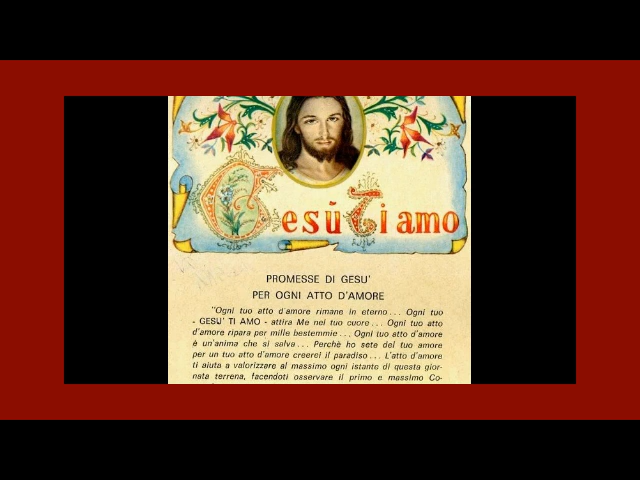 Gesù Ti amo
PROMESSE DI GESU'
PER OGNI ATTO D'AMORE
"Ogni tuo atto d'amore rimane in eterno... Ogni tuo
- GESU' TI AMO - attira Me nel tuo cuore... Ogni tuo atto
d'amore ripara per mille bestemmie... Ogni tuo atto d'amore
è un'anima che si salva... Perchè ho sete del tuo amore
per un tuo atto d'amore creerei il paradiso... L'atto d'amore
ti aiuta a valorizzare al massimo ogni istante di questa gior-
nata terrena, facendoti osservare il primo e massimo Co-